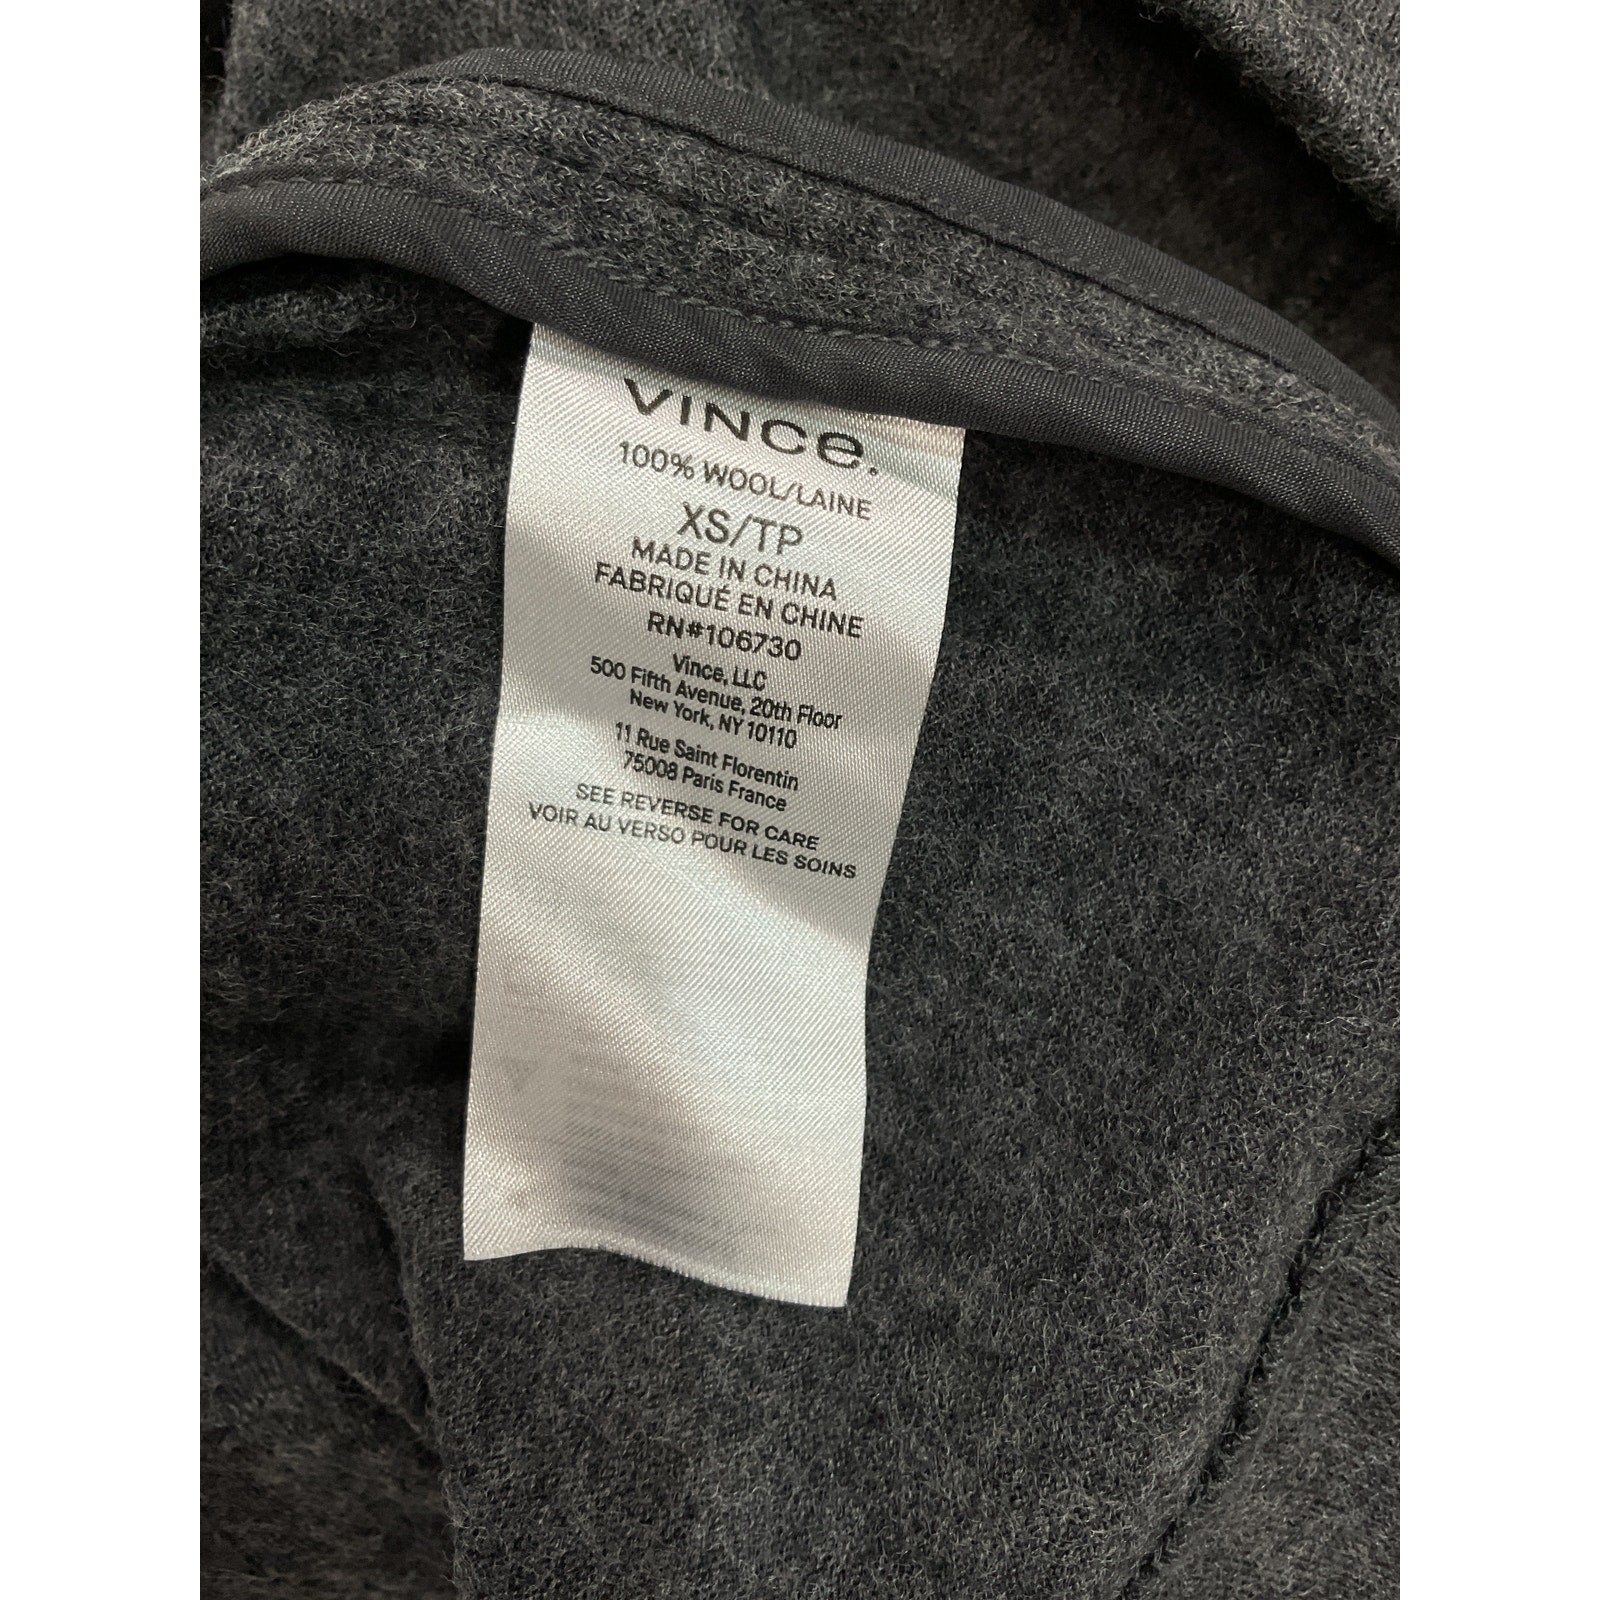 VINCe.
100% WOOL/LAINE
XS/TP
MADE IN CHINA
FABRIQUÉ EN CHINE
RN#106730
Vince, LLC
500 Fifth Avenue, 20th Floor
New York, NY 10110
11 Rue Saint Florentin
75008 Paris France
SEE REVERSE FOR CARE
VOIR AU VERSO POUR LES SOINS